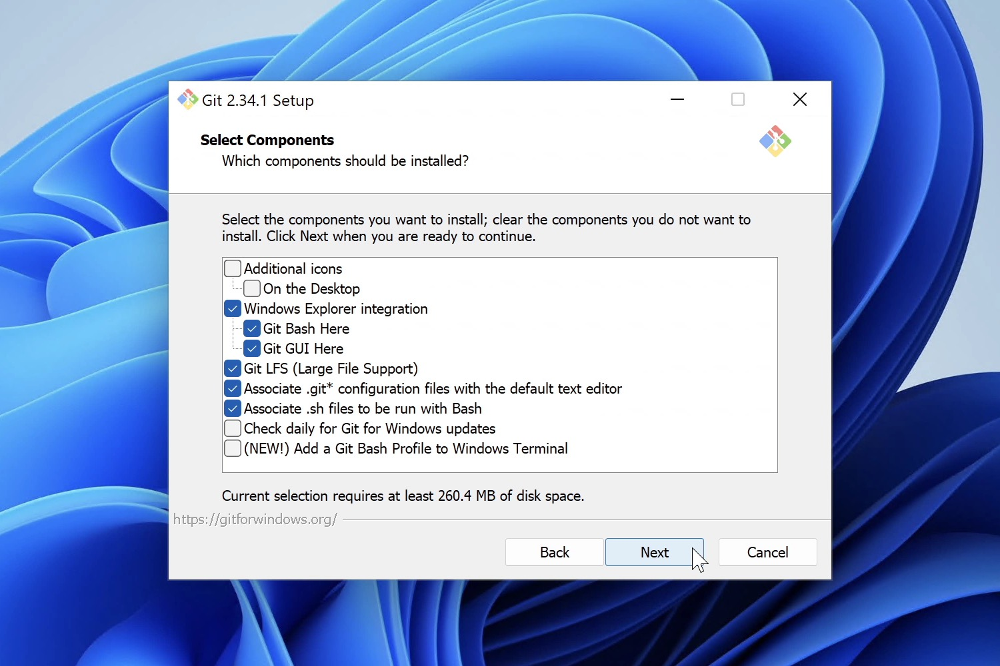 Git 2.34.1 Setup
Select Components
Which components should be installed?
Select the components you want to install; clear the components you do not want to
install. Click Next when you are ready to continue.
Additional icons
On the Desktop
Windows Explorer integration
Git Bash Here
Git GUI Here
Git LFS (Large File Support)
Associate .git* configuration files with the default text editor
Associate .sh files to be run with Bash
Check daily for Git for Windows updates
(NEW!) Add a Git Bash Profile to Windows Terminal
Current selection requires at least 260.4 MB of disk space.
https://gitforwindows.org/
Back
Next
Cancel